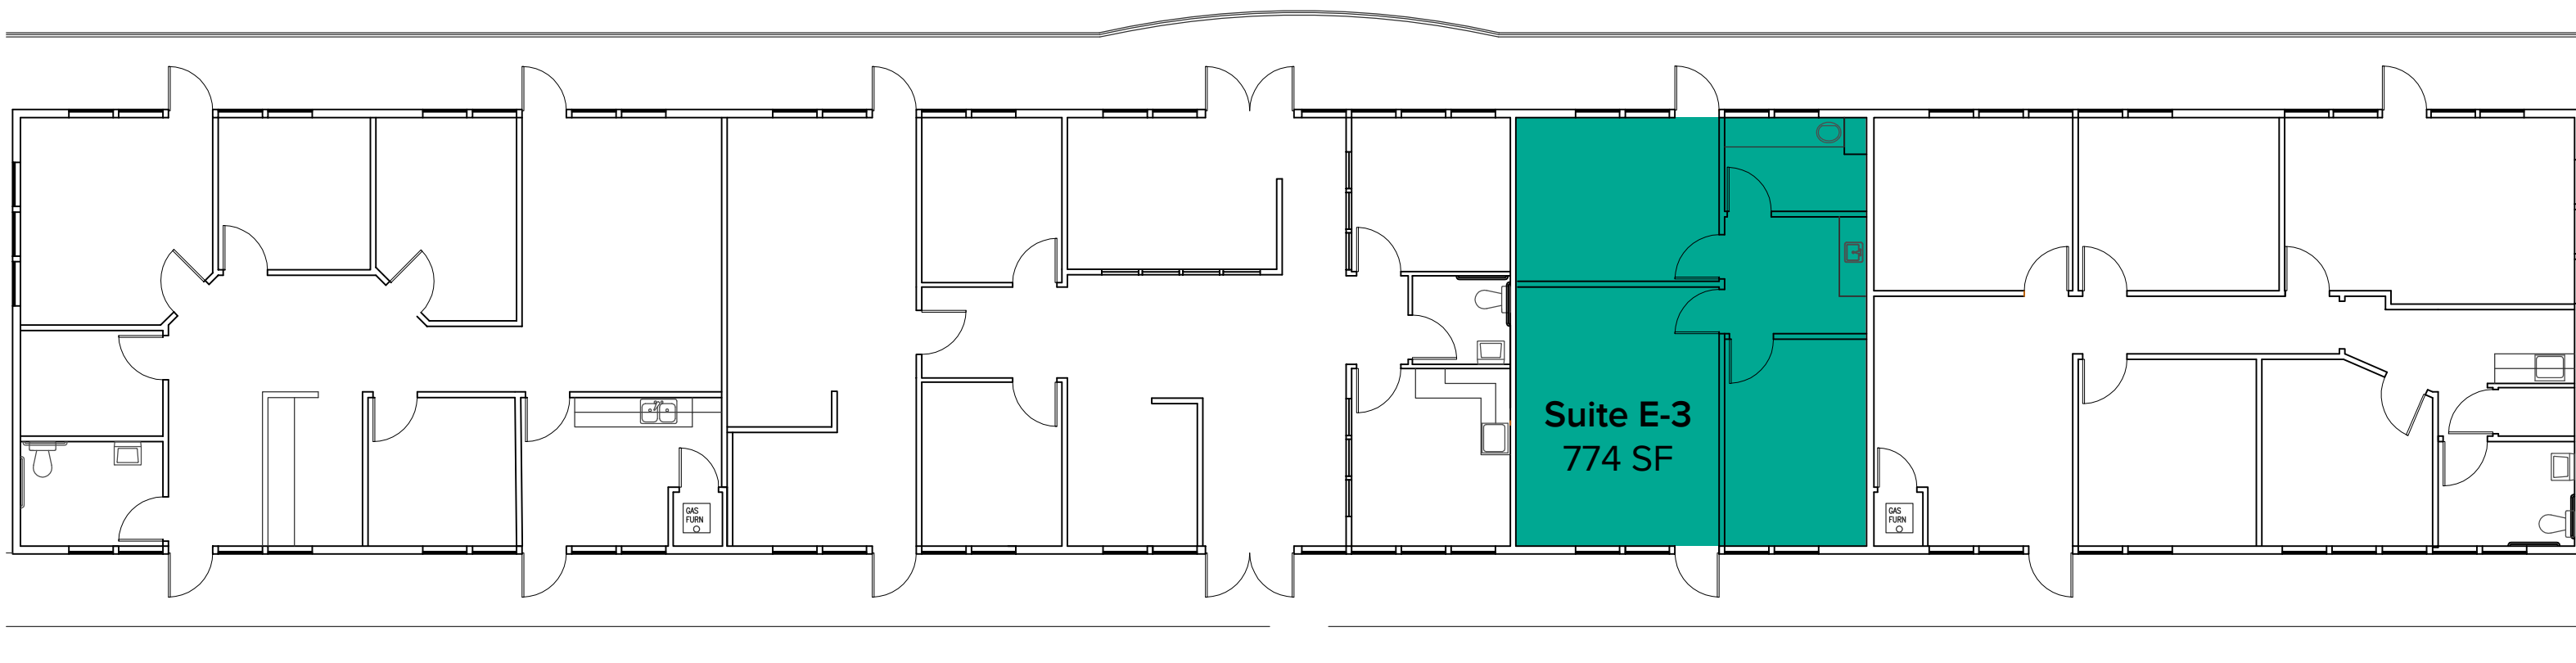 Suite E-3
774 SF
GAS
FURN
GAS
FURN